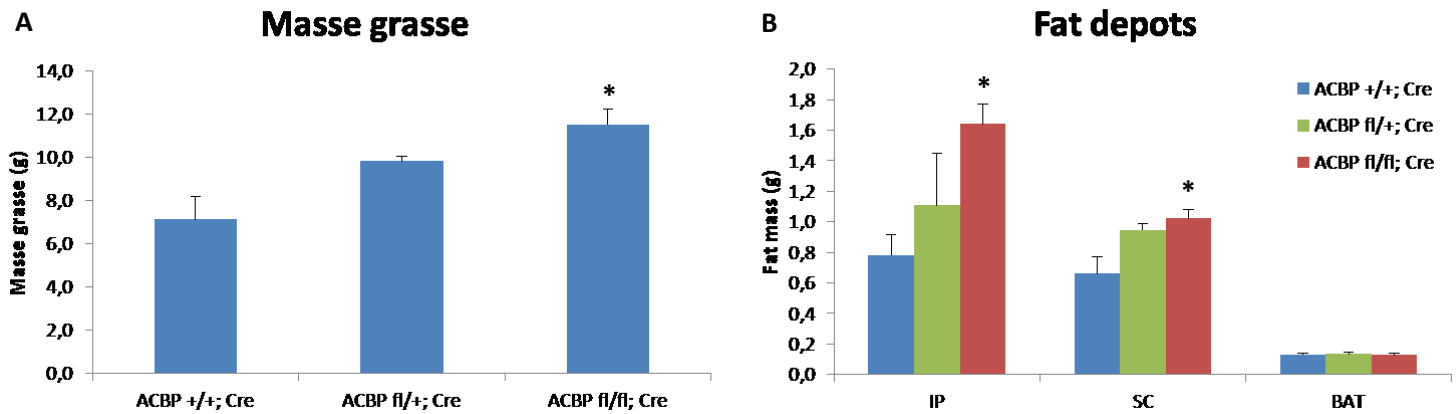 A
Masse grasse
Masse grasse (g)
14,0
12,0
10,0
8,0
6,0
4,0
2,0
0,0
*
ACBP +/+; Cre
ACBP fl/+; Cre
ACBP fl/fl; Cre
B
Fat depots
Fat mass (g)
2,0
1,8
1,6
1,4
1,2
1,0
0,8
0,6
0,4
0,2
0,0
*
*
IP
SC
BAT
ACBP +/+; Cre
ACBP fl/+; Cre
ACBP fl/fl; Cre